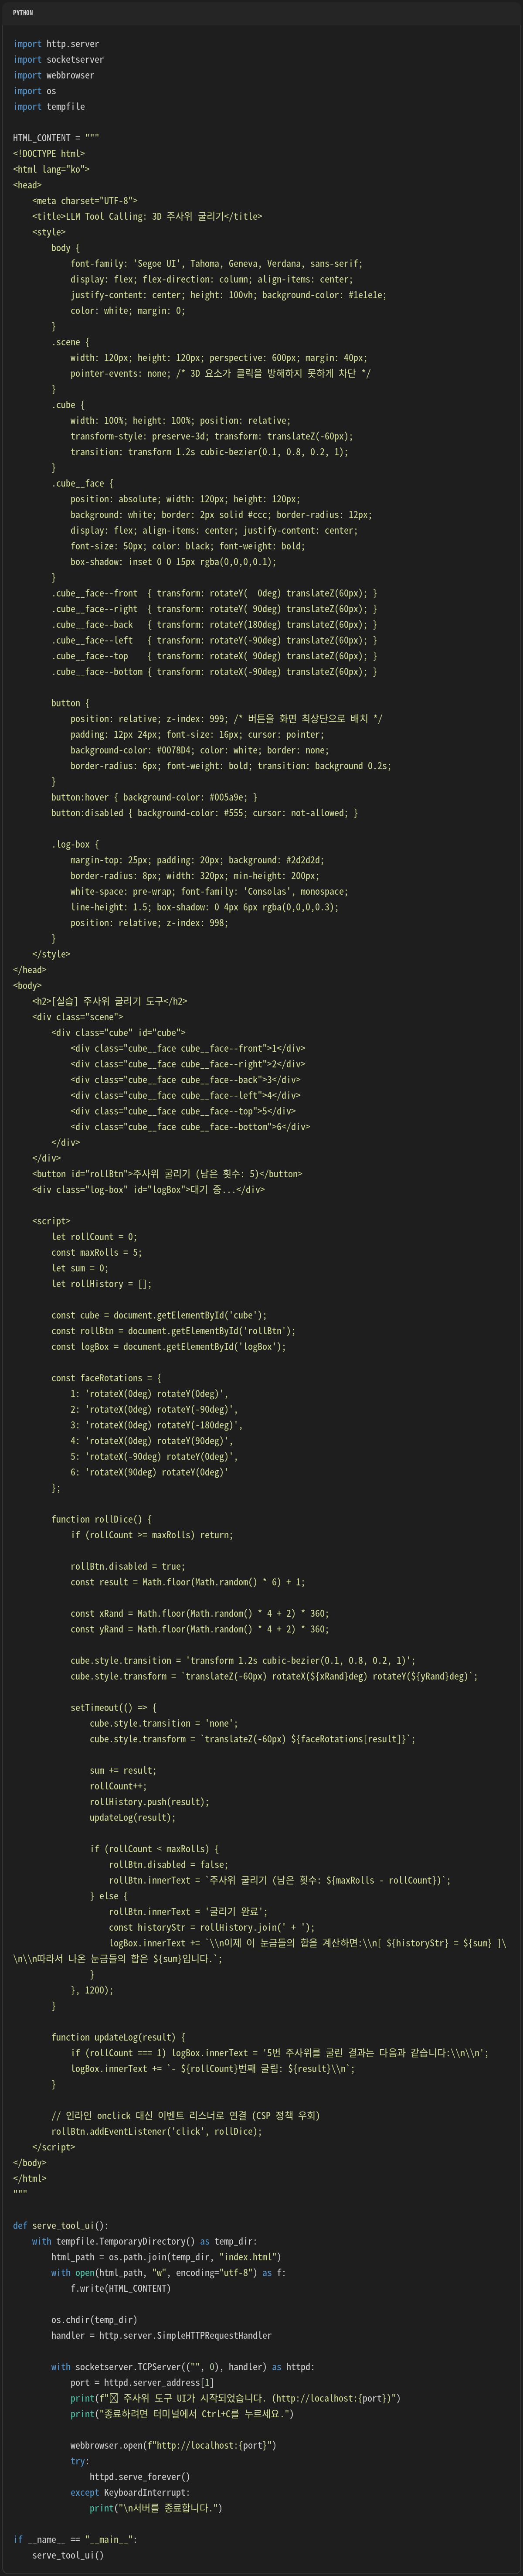 PYTHON
import http.server
import socketserver
import webbrowser
import os
import tempfile

HTML_CONTENT = """
<!DOCTYPE html>
<html lang="ko">
<head>
    <meta charset="UTF-8">
    <title>LLM Tool Calling: 3D 주사위 굴리기</title>
    <style>
        body {
            font-family: 'Segoe UI', Tahoma, Geneva, Verdana, sans-serif;
            display: flex; flex-direction: column; align-items: center;
            justify-content: center; height: 100vh; background-color: #1e1e1e;
            color: white; margin: 0;
        }
        .scene {
            width: 120px; height: 120px; perspective: 600px; margin: 40px;
            pointer-events: none; /* 3D 요소가 클릭을 방해하지 못하게 차단 */
        }
        .cube {
            width: 100%; height: 100%; position: relative;
            transform-style: preserve-3d; transform: translateZ(-60px);
            transition: transform 1.2s cubic-bezier(0.1, 0.8, 0.2, 1);
        }
        .cube__face {
            position: absolute; width: 120px; height: 120px;
            background: white; border: 2px solid #ccc; border-radius: 12px;
            display: flex; align-items: center; justify-content: center;
            font-size: 50px; color: black; font-weight: bold;
            box-shadow: inset 0 0 15px rgba(0,0,0,0.1);
        }
        .cube__face--front  { transform: rotateY(  0deg) translateZ(60px); }
        .cube__face--right  { transform: rotateY( 90deg) translateZ(60px); }
        .cube__face--back   { transform: rotateY(180deg) translateZ(60px); }
        .cube__face--left   { transform: rotateY(-90deg) translateZ(60px); }
        .cube__face--top    { transform: rotateX( 90deg) translateZ(60px); }
        .cube__face--bottom { transform: rotateX(-90deg) translateZ(60px); }

        button {
            position: relative; z-index: 999; /* 버튼을 화면 최상단으로 배치 */
            padding: 12px 24px; font-size: 16px; cursor: pointer;
            background-color: #0078D4; color: white; border: none;
            border-radius: 6px; font-weight: bold; transition: background 0.2s;
        }
        button:hover { background-color: #005a9e; }
        button:disabled { background-color: #555; cursor: not-allowed; }

        .log-box {
            margin-top: 25px; padding: 20px; background: #2d2d2d;
            border-radius: 8px; width: 320px; min-height: 200px;
            white-space: pre-wrap; font-family: 'Consolas', monospace;
            line-height: 1.5; box-shadow: 0 4px 6px rgba(0,0,0,0.3);
            position: relative; z-index: 998;
        }
    </style>
</head>
<body>
    <h2>[실습] 주사위 굴리기 도구</h2>
    <div class="scene">
        <div class="cube" id="cube">
            <div class="cube__face cube__face--front">1</div>
            <div class="cube__face cube__face--right">2</div>
            <div class="cube__face cube__face--back">3</div>
            <div class="cube__face cube__face--left">4</div>
            <div class="cube__face cube__face--top">5</div>
            <div class="cube__face cube__face--bottom">6</div>
        </div>
    </div>
    <button id="rollBtn">주사위 굴리기 (남은 횟수: 5)</button>
    <div class="log-box" id="logBox">대기 중...</div>

    <script>
        let rollCount = 0;
        const maxRolls = 5;
        let sum = 0;
        let rollHistory = [];

        const cube = document.getElementById('cube');
        const rollBtn = document.getElementById('rollBtn');
        const logBox = document.getElementById('logBox');

        const faceRotations = {
            1: 'rotateX(0deg) rotateY(0deg)',
            2: 'rotateX(0deg) rotateY(-90deg)',
            3: 'rotateX(0deg) rotateY(-180deg)',
            4: 'rotateX(0deg) rotateY(90deg)',
            5: 'rotateX(-90deg) rotateY(0deg)',
            6: 'rotateX(90deg) rotateY(0deg)'
        };

        function rollDice() {
            if (rollCount >= maxRolls) return;

            rollBtn.disabled = true;
            const result = Math.floor(Math.random() * 6) + 1;

            const xRand = Math.floor(Math.random() * 4 + 2) * 360;
            const yRand = Math.floor(Math.random() * 4 + 2) * 360;

            cube.style.transition = 'transform 1.2s cubic-bezier(0.1, 0.8, 0.2, 1)';
            cube.style.transform = `translateZ(-60px) rotateX(${xRand}deg) rotateY(${yRand}deg)`;

            setTimeout(() => {
                cube.style.transition = 'none';
                cube.style.transform = `translateZ(-60px) ${faceRotations[result]}`;

                sum += result;
                rollCount++;
                rollHistory.push(result);
                updateLog(result);

                if (rollCount < maxRolls) {
                    rollBtn.disabled = false;
                    rollBtn.innerText = `주사위 굴리기 (남은 횟수: ${maxRolls - rollCount})`;
                } else {
                    rollBtn.innerText = '굴리기 완료';
                    const historyStr = rollHistory.join(' + ');
                    logBox.innerText += `\\n이제 이 눈금들의 합을 계산하면:\\n[ ${historyStr} = ${sum} ]\
\n\\n따라서 나온 눈금들의 합은 ${sum}입니다.`;
                }
            }, 1200);
        }

        function updateLog(result) {
            if (rollCount === 1) logBox.innerText = '5번 주사위를 굴린 결과는 다음과 같습니다:\\n\\n';
            logBox.innerText += `- ${rollCount}번째 굴림: ${result}\\n`;
        }

        // 인라인 onclick 대신 이벤트 리스너로 연결 (CSP 정책 우회)
        rollBtn.addEventListener('click', rollDice);
    </script>
</body>
</html>
"""

def serve_tool_ui():
    with tempfile.TemporaryDirectory() as temp_dir:
        html_path = os.path.join(temp_dir, "index.html")
        with open(html_path, "w", encoding="utf-8") as f:
            f.write(HTML_CONTENT)

        os.chdir(temp_dir)
        handler = http.server.SimpleHTTPRequestHandler

        with socketserver.TCPServer(("", 0), handler) as httpd:
            port = httpd.server_address[1]
            print(f" 주사위 도구 UI가 시작되었습니다. (http://localhost:{port})")
            print("종료하려면 터미널에서 Ctrl+C를 누르세요.")

            webbrowser.open(f"http://localhost:{port}")
            try:
                httpd.serve_forever()
            except KeyboardInterrupt:
                print("\n서버를 종료합니다.")

if __name__ == "__main__":
    serve_tool_ui()